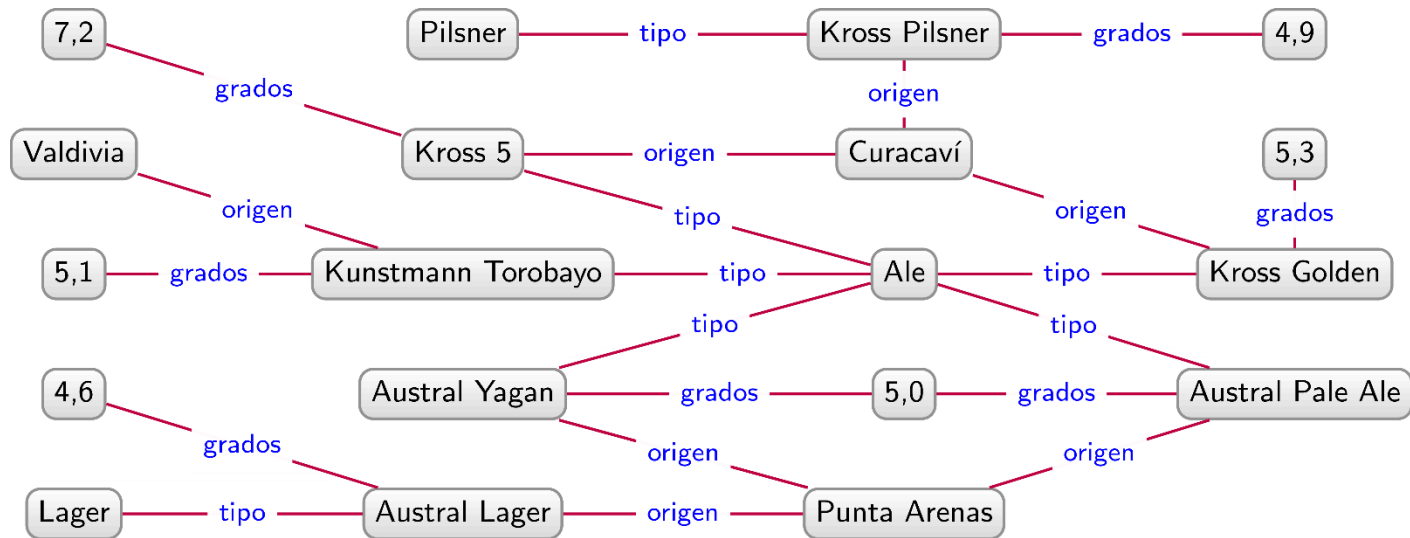 7,2 Pilsner tipo Kross Pilsner grados 4,9
grados origen
Valdivia Kross 5 origen Curacaví 5,3
origen tipo origen grados
5,1 grados Kunstmann Torobayo tipo Ale tipo Kross Golden
tipo tipo
4,6 Austral Yagan grados 5,0 grados Austral Pale Ale
grados origen origen
Lager tipo Austral Lager origen Punta Arenas